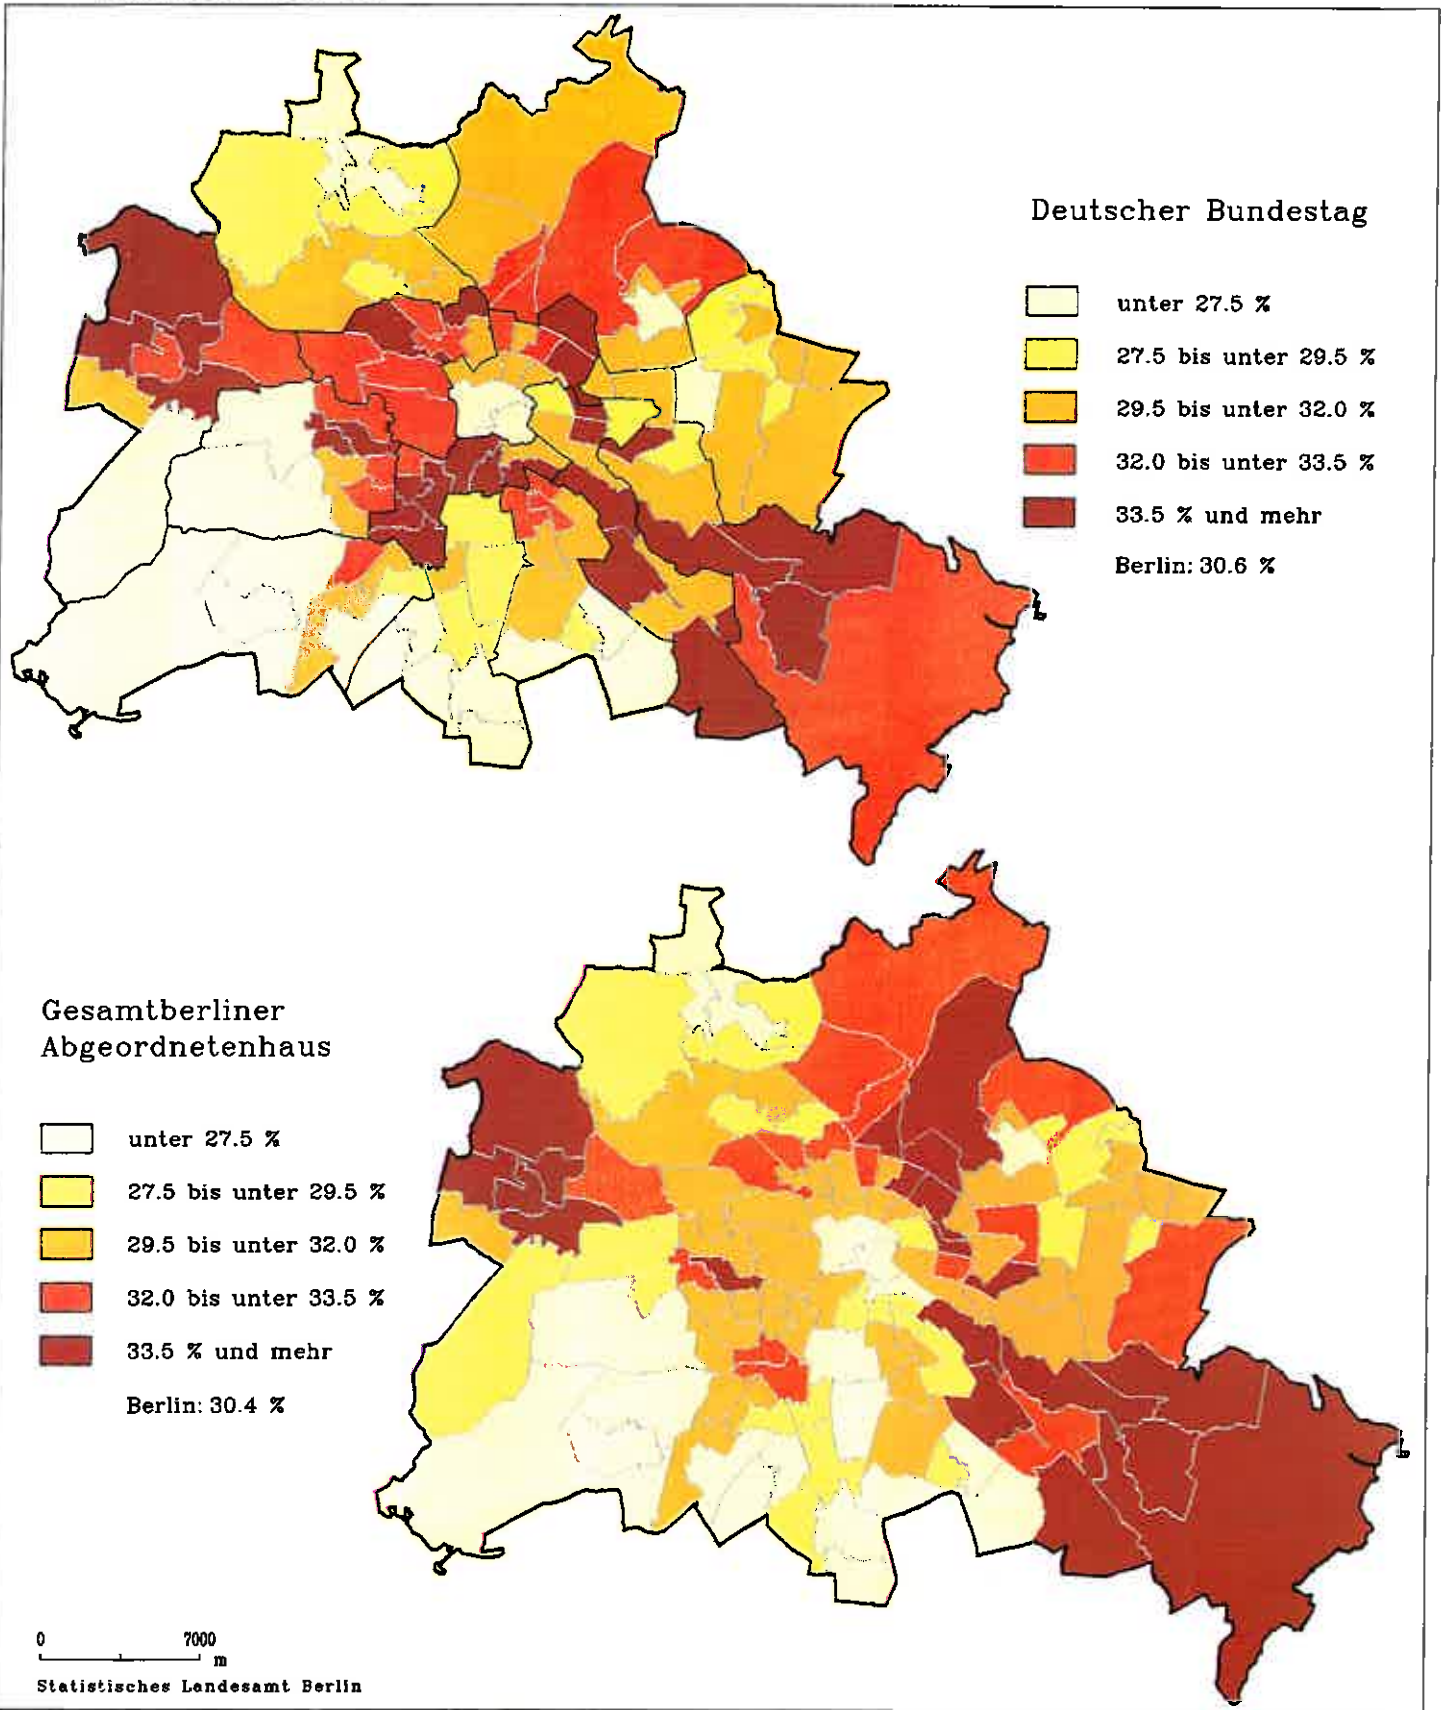 Deutscher Bundestag
unter 27.5 %
27.5 bis unter 29.5 %
29.5 bis unter 32.0 %
32.0 bis unter 33.5 %
33.5 % und mehr
Berlin: 30.6 %
Gesamtberliner
Abgeordnetenhaus
unter 27.5 %
27.5 bis unter 29.5 %
29.5 bis unter 32.0 %
32.0 bis unter 33.5 %
33.5 % und mehr
Berlin: 30.4 %
0 7000
m
Statistisches Landesamt Berlin